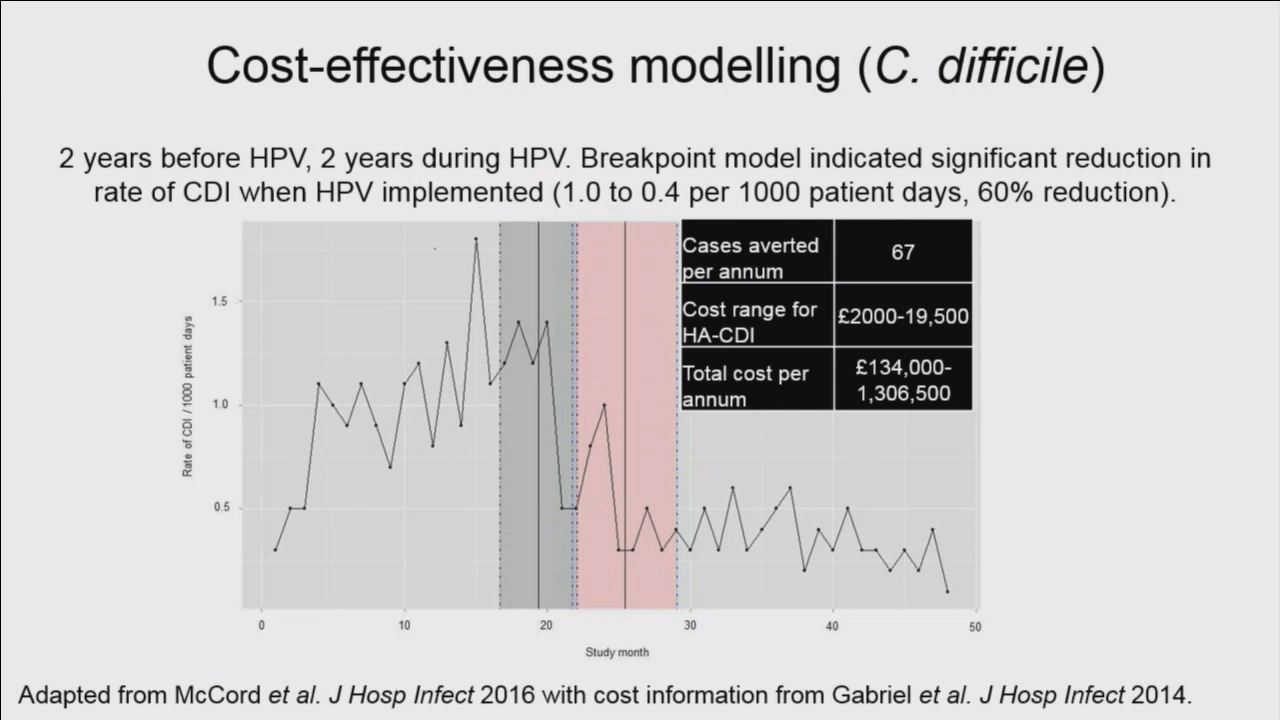 Cost-effectiveness modelling (C. difficile)
2 years before HPV, 2 years during HPV. Breakpoint model indicated significant reduction in
rate of CDI when HPV implemented (1.0 to 0.4 per 1000 patient days, 60% reduction).
Rate of CDI / 1000 patient days
1.5
1.0
0.5
0 10 20 30 40 50
Study month
Cases averted
per annum
67
Cost range for
HA-CDI
£2000-19,500
Total cost per
annum
£134,000-
1,306,500
Adapted from McCord et al. J Hosp Infect 2016 with cost information from Gabriel et al. J Hosp Infect 2014.